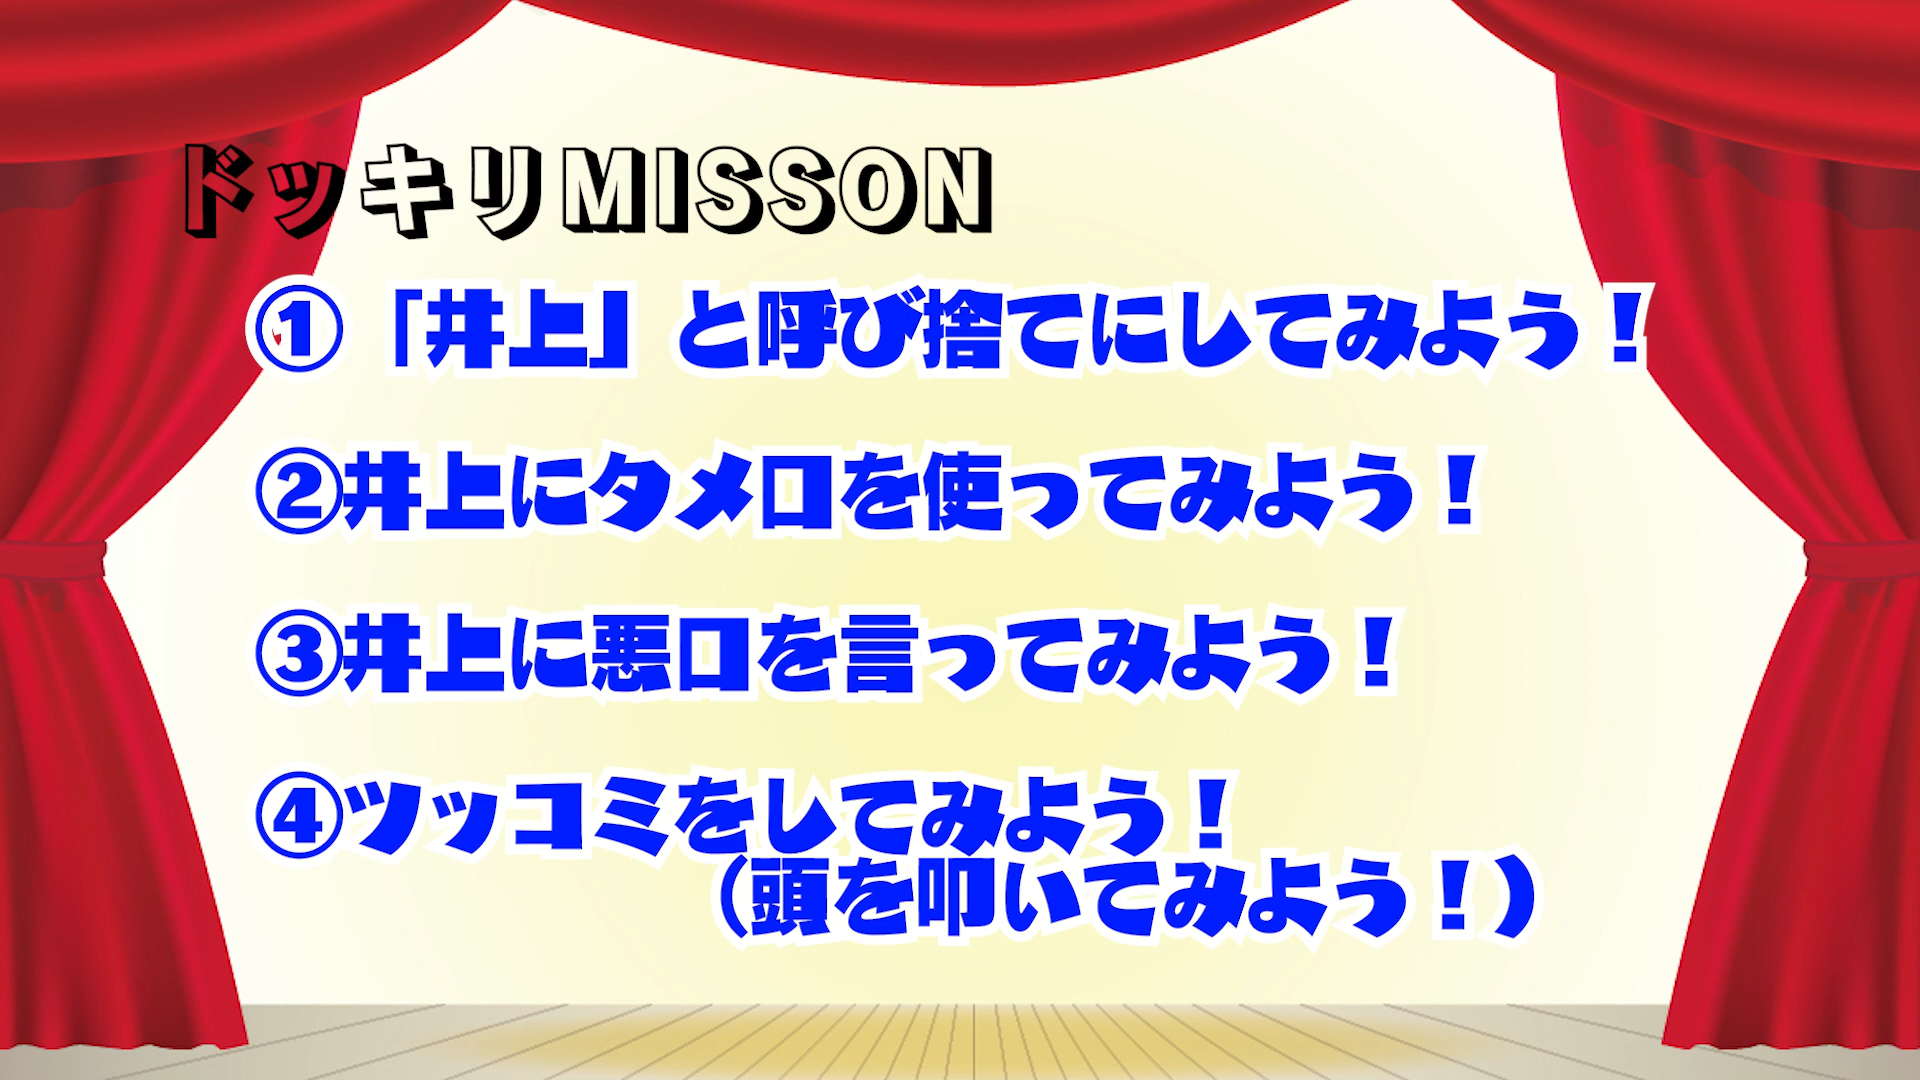 ドッキリMISSON
①「井上」と呼び捨てにしてみよう！
②井上にタメ口を使ってみよう！
③井上に悪口を言ってみよう！
④ツッコミをしてみよう！
（頭を叩いてみよう！）